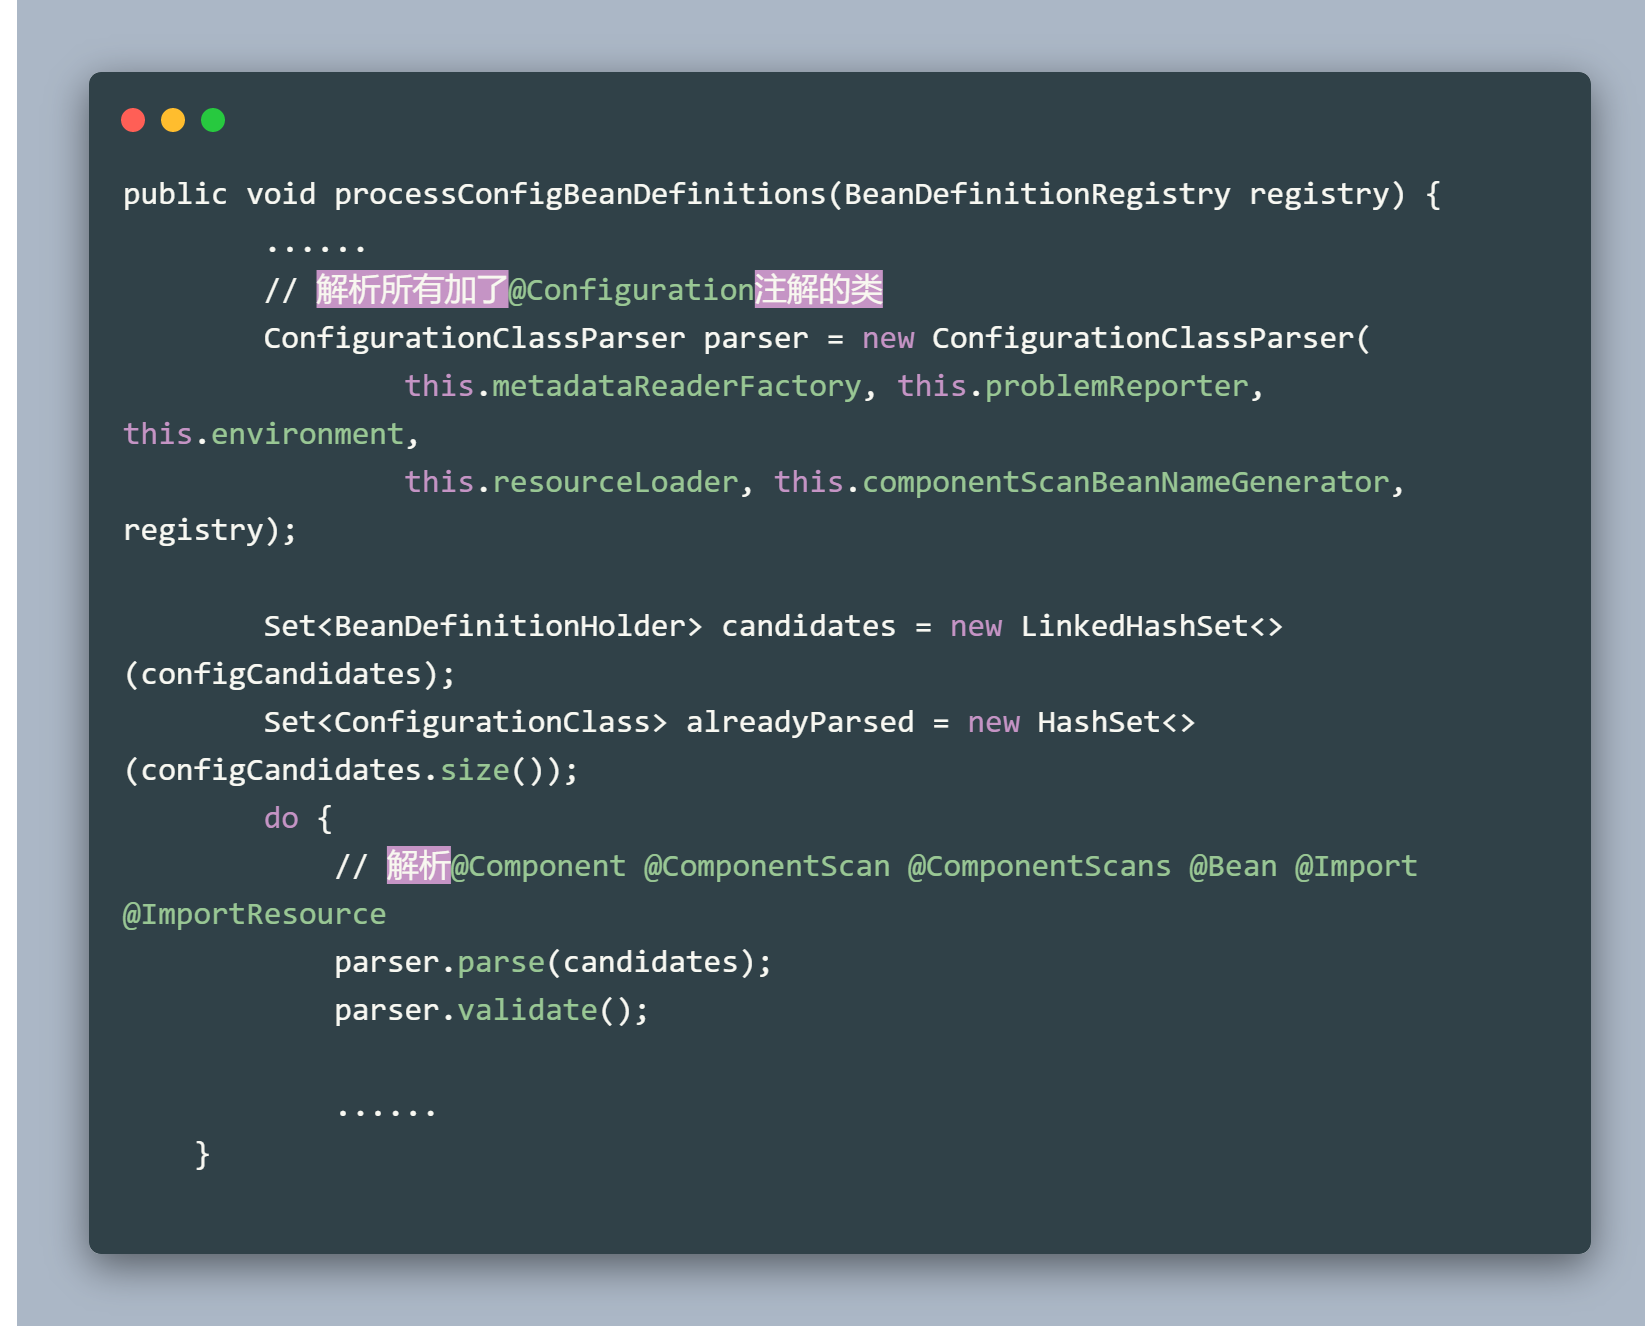 public void processConfigBeanDefinitions(BeanDefinitionRegistry registry) {
......
// 解析所有加了@Configuration注解的类
ConfigurationClassParser parser = new ConfigurationClassParser(
this.metadataReaderFactory, this.problemReporter,
this.environment,
this.resourceLoader, this.componentScanBeanNameGenerator,
registry);
Set<BeanDefinitionHolder> candidates = new LinkedHashSet<>
(configCandidates);
Set<ConfigurationClass> alreadyParsed = new HashSet<>
(configCandidates.size());
do {
// 解析@Component @ComponentScan @ComponentScans @Bean @Import
@ImportResource
parser.parse(candidates);
parser.validate();
......
}